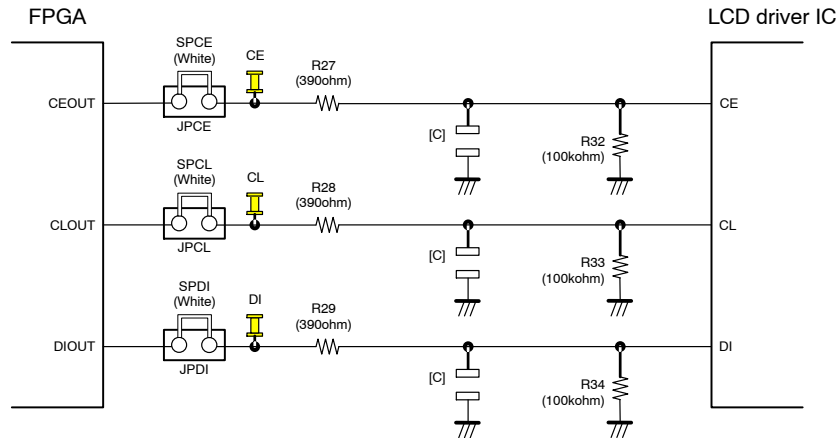 FPGA
LCD driver IC
SPCE
(White)
CE
R27
(390ohm)
CEOUT
JPCE
[C]
R32
(100kohm)
CE
SPCL
(White)
CL
R28
(390ohm)
CLOUT
JPCL
[C]
R33
(100kohm)
CL
SPDI
(White)
DI
R29
(390ohm)
DIOUT
JPDI
[C]
R34
(100kohm)
DI